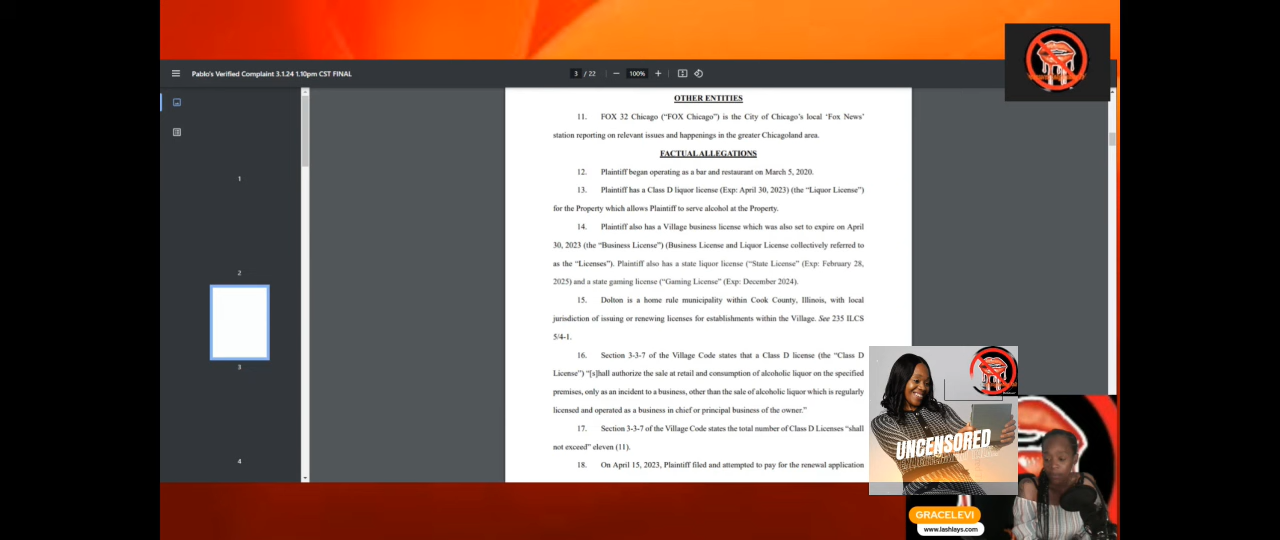 Pablo's Verified Complaint 3.1.24 1.10pm CST FINAL
3 / 22
100%
1
2
3
4
OTHER ENTITIES
11. FOX 32 Chicago (“FOX Chicago”) is the City of Chicago’s local ‘Fox News’
station reporting on relevant issues and happenings in the greater Chicagoland area.
FACTUAL ALLEGATIONS
12. Plaintiff began operating as a bar and restaurant on March 5, 2020.
13. Plaintiff has a Class D liquor license (Exp: April 30, 2023) (the “Liquor License”)
for the Property which allows Plaintiff to serve alcohol at the Property.
14. Plaintiff also has a Village business license which was also set to expire on April
30, 2023 (the “Business License”) (Business License and Liquor License collectively referred to
as the “Licenses”). Plaintiff also has a state liquor license (“State License” (Exp: February 28,
2025) and a state gaming license (“Gaming License” (Exp: December 2024).
15. Dolton is a home rule municipality within Cook County, Illinois, with local
jurisdiction of issuing or renewing licenses for establishments within the Village. See 235 ILCS
5/4-1.
16. Section 3-3-7 of the Village Code states that a Class D license (the “Class D
License”) “[s]hall authorize the sale at retail and consumption of alcoholic liquor on the specified
premises, only as an incident to a business, other than the sale of alcoholic liquor which is regularly
licensed and operated as a business in chief or principal business of the owner.”
17. Section 3-3-7 of the Village Code states the total number of Class D Licenses “shall
not exceed” eleven (11).
18. On April 15, 2023, Plaintiff filed and attempted to pay for the renewal application
UNCENSORED
GRACELEVI
www.lashlays.com